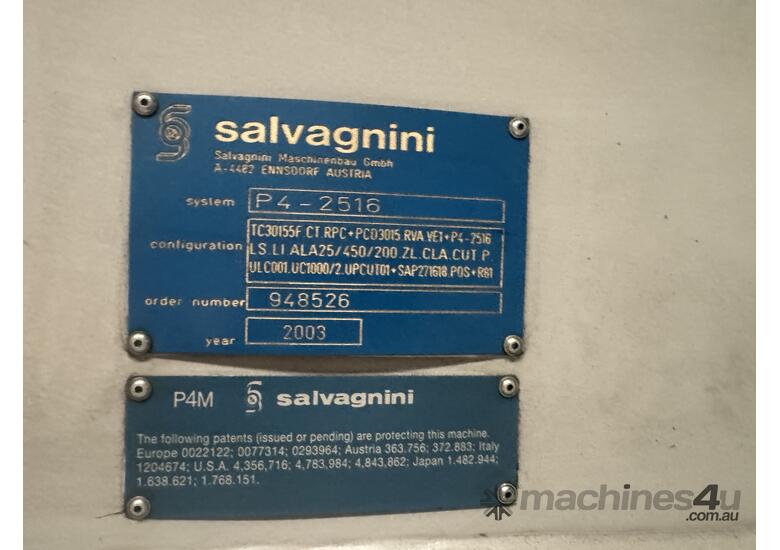 salvagnini
Salvagnini Maschinenbau Gmbh
A-4482 ENNSDORF AUSTRIA
system P4-2516
configuration TC30155F.CT.RPC+PCD3015.RVA.VE1+P4-2516
LS.LI.ALA25/450/200.ZL.CLA.CUT.P.
ULC001.UC1000/2.UPCUT01+SAP271618.POS+R81
order number 948526
year 2003
P4M salvagnini
The following patents (issued or pending) are protecting this machine.
Europe 0022122; 0077314; 0293964; Austria 363.756; 372.883; Italy
1204674; U.S.A. 4,356,716; 4,783,984; 4,843,862; Japan 1.482.944;
1.638.621; 1.768.151.
machines4u
.com.au